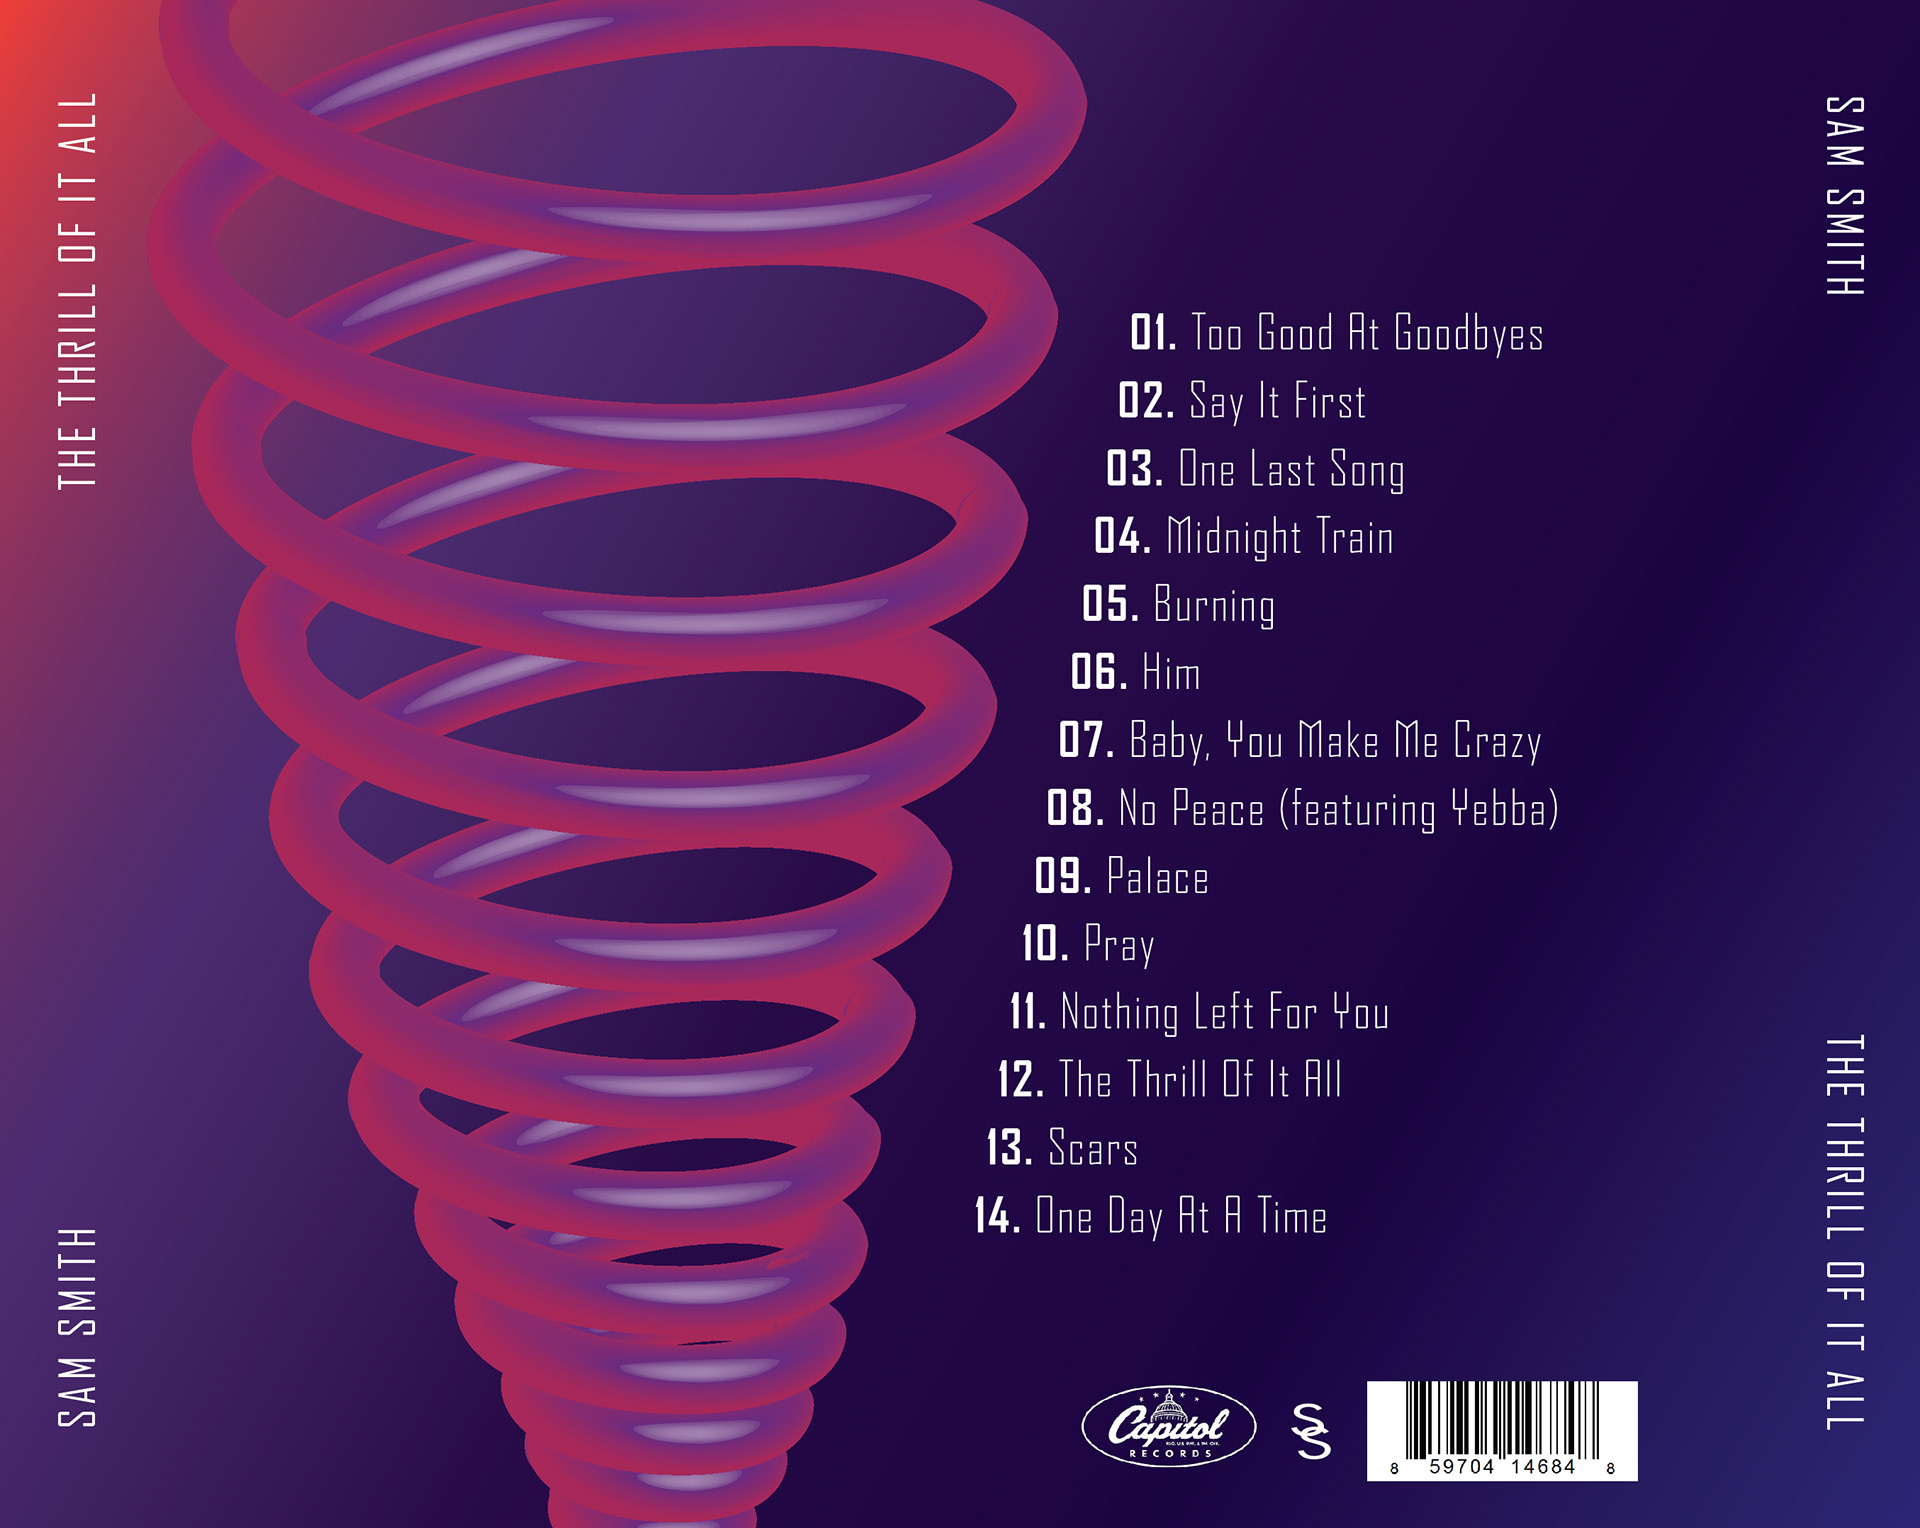 THE THRILL OF IT ALL
SAM SMITH
SAM SMITH
THE THRILL OF IT ALL
01. Too Good At Goodbyes
02. Say It First
03. One Last Song
04. Midnight Train
05. Burning
06. Him
07. Baby, You Make Me Crazy
08. No Peace (featuring Yebba)
09. Palace
10. Pray
11. Nothing Left For You
12. The Thrill Of It All
13. Scars
14. One Day At A Time
Capitol
RECORDS
SS
8 59704 14684 8